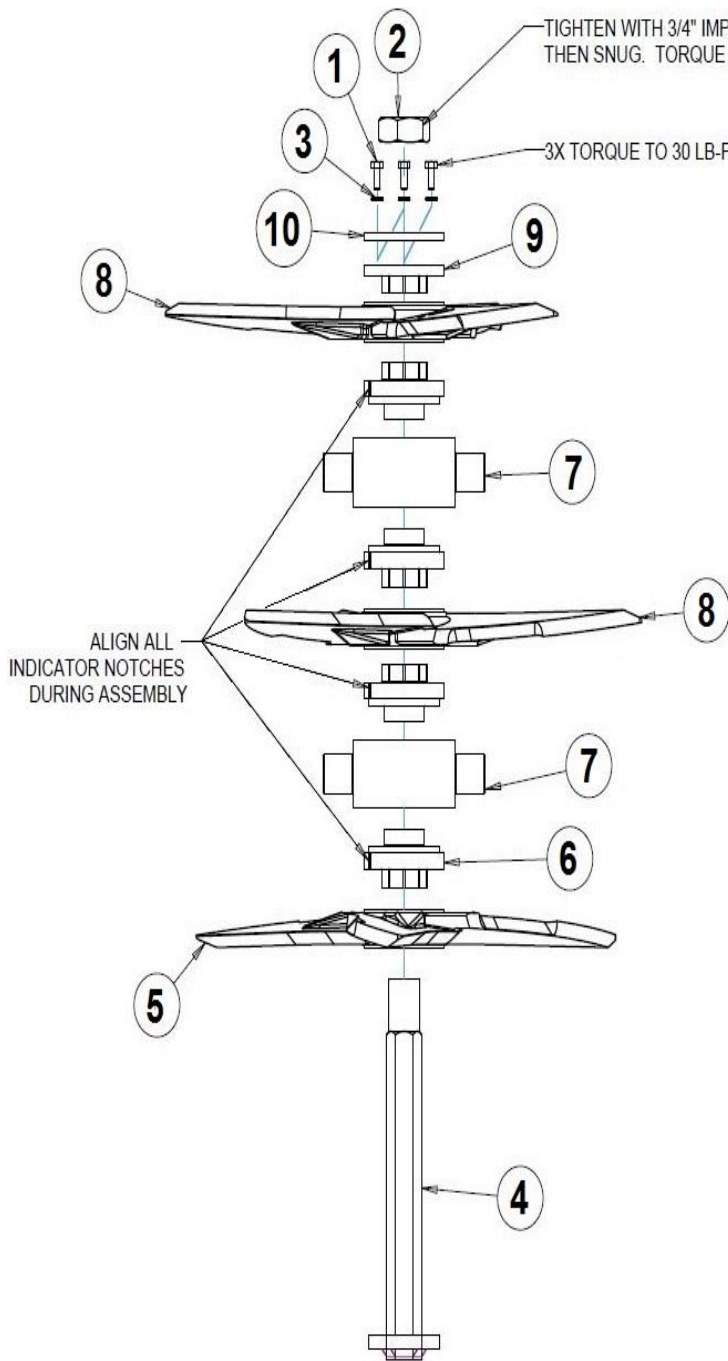 TIGHTEN WITH 3/4" IMP
THEN SNUG. TORQUE
2
1
3
3X TORQUE TO 30 LB-F
10
9
8
7
8
ALIGN ALL
INDICATOR NOTCHES
DURING ASSEMBLY
7
6
5
4